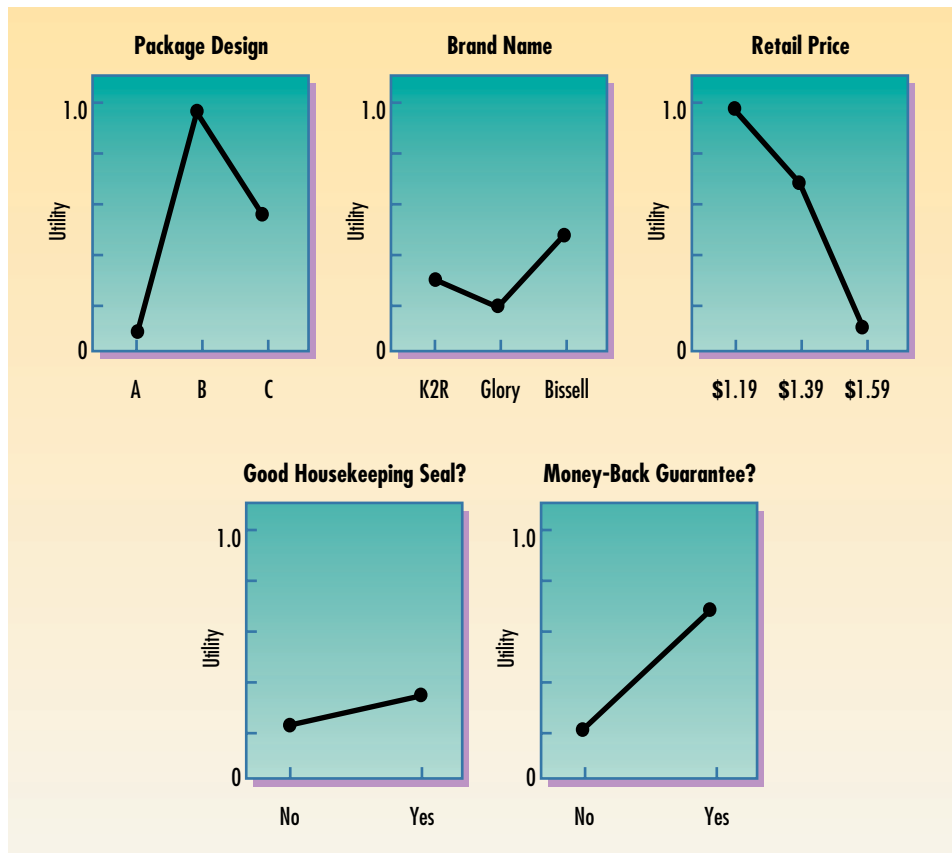 Package Design
Brand Name
Retail Price
1.0
1.0
1.0
Utility
Utility
Utility
0
0
0
A B C
K2R Glory Bissell
$1.19 $1.39 $1.59
Good Housekeeping Seal?
Money-Back Guarantee?
1.0
1.0
Utility
Utility
0
0
No Yes
No Yes